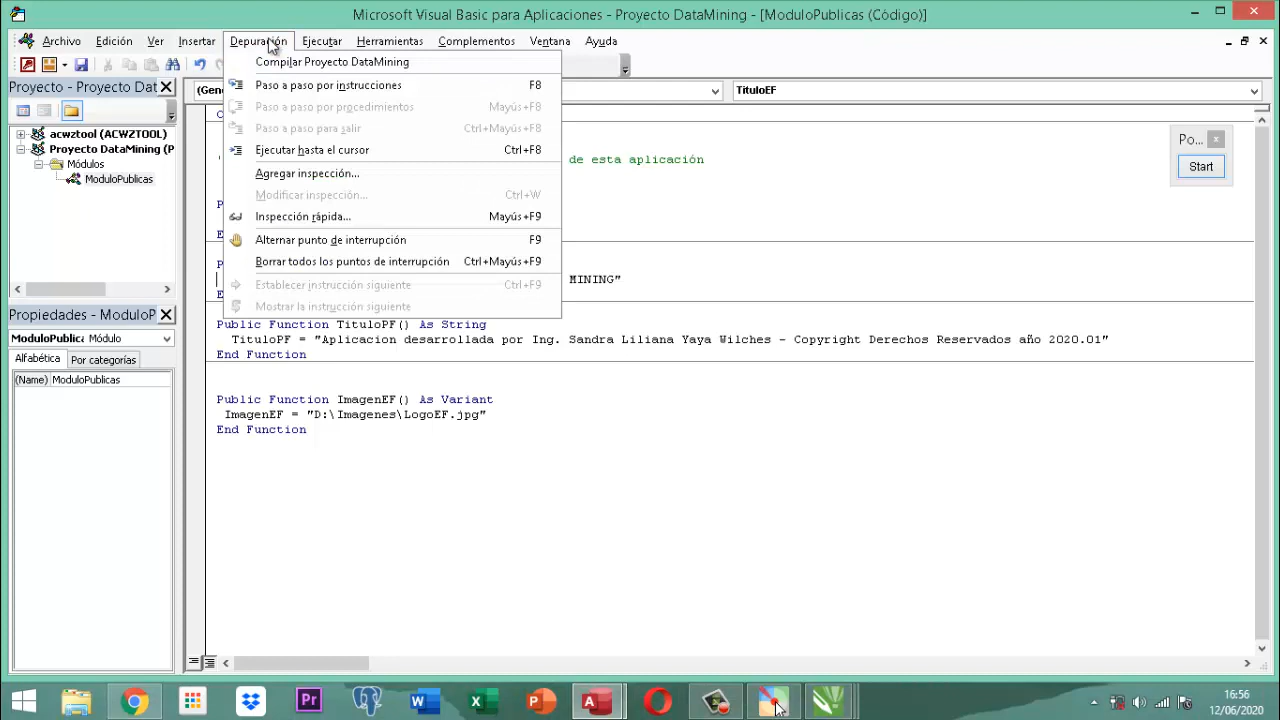 Microsoft Visual Basic para Aplicaciones - Proyecto DataMining - [ModuloPublicas (Código)]
Archivo Edición Ver Insertar Depuración Ejecutar Herramientas Complementos Ventana Ayuda
Compilar Proyecto DataMining
Paso a paso por instrucciones F8
Paso a paso por procedimientos Mayús+F8
Paso a paso para salir Ctrl+Mayús+F8
Ejecutar hasta el cursor Ctrl+F8
Agregar inspección...
Modificar inspección... Ctrl+W
Inspección rápida... Mayús+F9
Alternar punto de interrupción F9
Borrar todos los puntos de interrupción Ctrl+Mayús+F9
Establecer instrucción siguiente Ctrl+F9
Mostrar la instrucción siguiente
Proyecto - Proyecto Dat
acwztool (ACWZTOOL)
Proyecto DataMining (P
Módulos
ModuloPublicas
Propiedades - ModuloP
ModuloPublica Módulo
Alfabética Por categorías
(Name) ModuloPublicas
(Gen
TituloEF
de esta aplicación
MINING"
Public Function TituloPF() As String
TituloPF = "Aplicacion desarrollada por Ing. Sandra Liliana Yaya Wilches - Copyright Derechos Reservados año 2020.01"
End Function
Public Function ImagenEF() As Variant
ImagenEF = "D:\Imagenes\LogoEF.jpg"
End Function
Po...
Start
Pr
16:56
12/06/2020